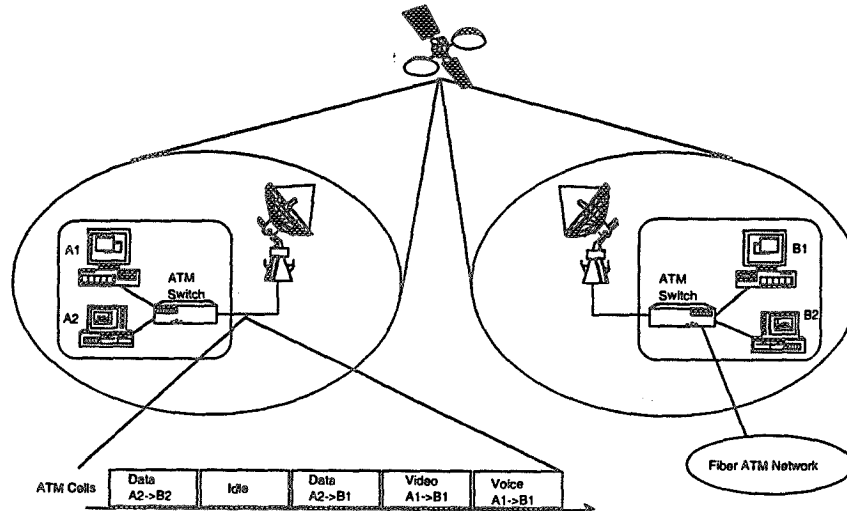 A1
ATM
Switch
A2
B1
ATM
Switch
B2
Fiber ATM Network
ATM Cells
Data
A2->B2
Idle
Data
A2->B1
Video
A1->B1
Voice
A1->B1